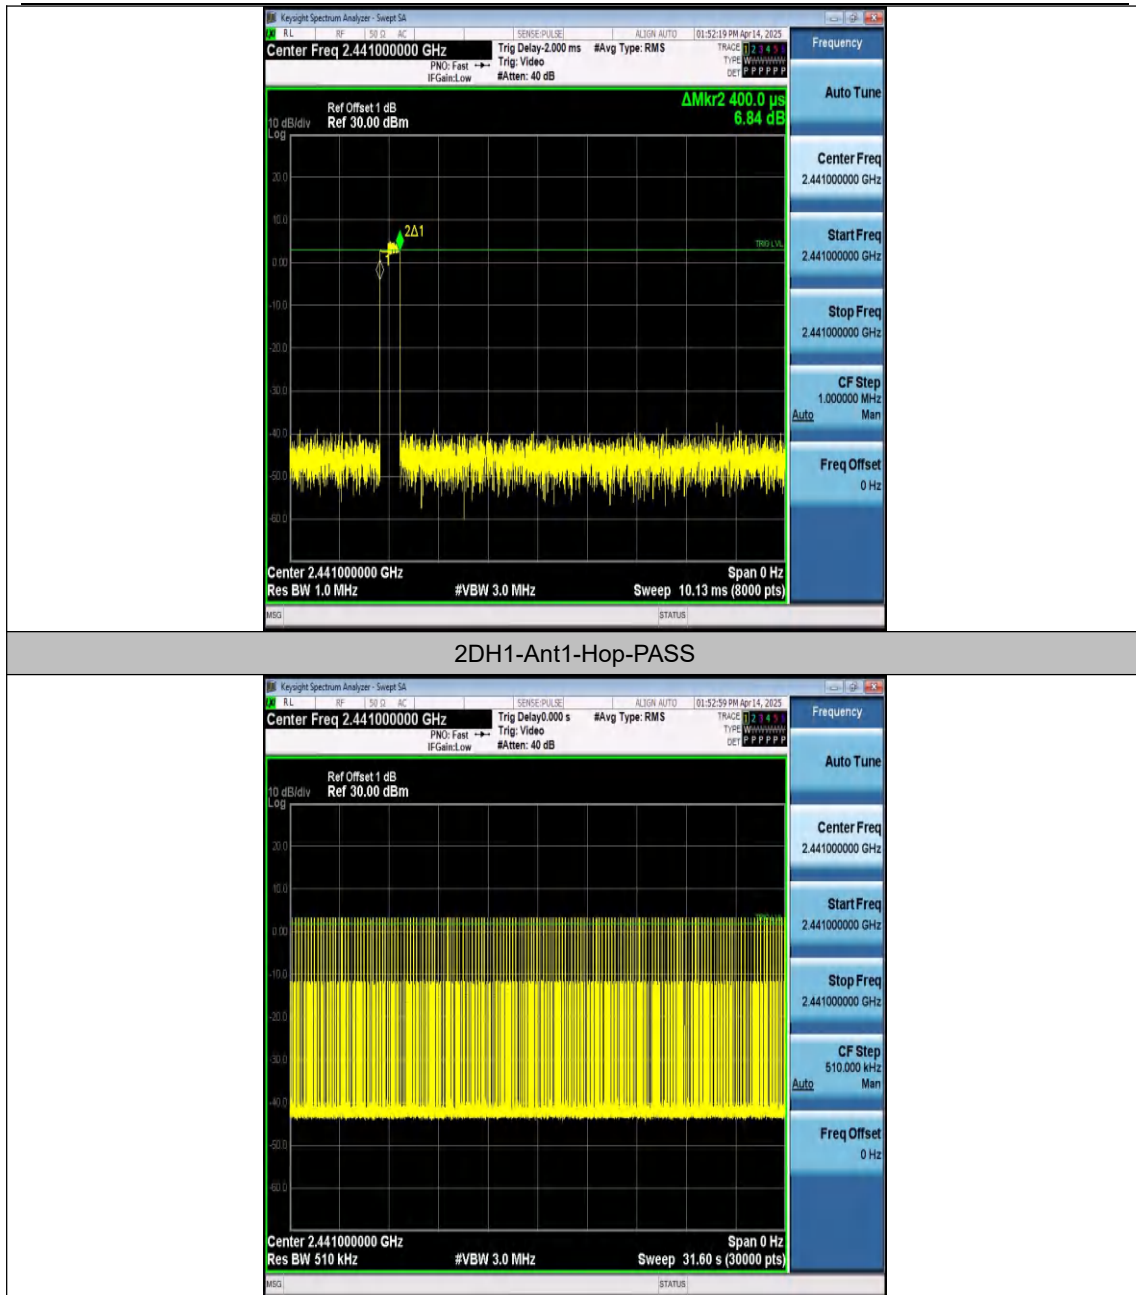 Keysight Spectrum Analyzer - Swept SA
RL RF 50 Ω AC SENSE:PULSE ALIGN AUTO 01:52:19 PM Apr 14, 2025
Center Freq 2.441000000 GHz Trig Delay-2.000 ms #Avg Type: RMS TRACE 1 2 3 4 5 6
PNO: Fast Trig: Video TYPE WWWWWW
IFGain:Low #Atten: 40 dB DET P P P P P P
Frequency
Auto Tune
Ref Offset 1 dB ΔMkr2 400.0 µs
10 dB/div Ref 30.00 dBm 6.84 dB
Log
Center Freq
2.441000000 GHz
20.0
10.0
2Δ1
1
TRIG LVL
Start Freq
2.441000000 GHz
0.00
-10.0
Stop Freq
2.441000000 GHz
-20.0
-30.0
CF Step
1.000000 MHz
Auto Man
-40.0
Freq Offset
0 Hz
-50.0
-60.0
Center 2.441000000 GHz Span 0 Hz
Res BW 1.0 MHz #VBW 3.0 MHz Sweep 10.13 ms (8000 pts)
MSG STATUS
2DH1-Ant1-Hop-PASS
Keysight Spectrum Analyzer - Swept SA
RL RF 50 Ω AC SENSE:PULSE ALIGN AUTO 01:52:59 PM Apr 14, 2025
Center Freq 2.441000000 GHz Trig Delay0.000 s #Avg Type: RMS TRACE 1 2 3 4 5 6
PNO: Fast Trig: Video TYPE WWWWWW
IFGain:Low #Atten: 40 dB DET P P P P P P
Frequency
Auto Tune
Ref Offset 1 dB
10 dB/div Ref 30.00 dBm
Log
Center Freq
2.441000000 GHz
20.0
10.0
Start Freq
2.441000000 GHz
0.00
-10.0
Stop Freq
2.441000000 GHz
-20.0
-30.0
CF Step
510.000 kHz
Auto Man
-40.0
Freq Offset
0 Hz
-50.0
-60.0
Center 2.441000000 GHz Span 0 Hz
Res BW 510 kHz #VBW 3.0 MHz Sweep 31.60 s (30000 pts)
MSG STATUS